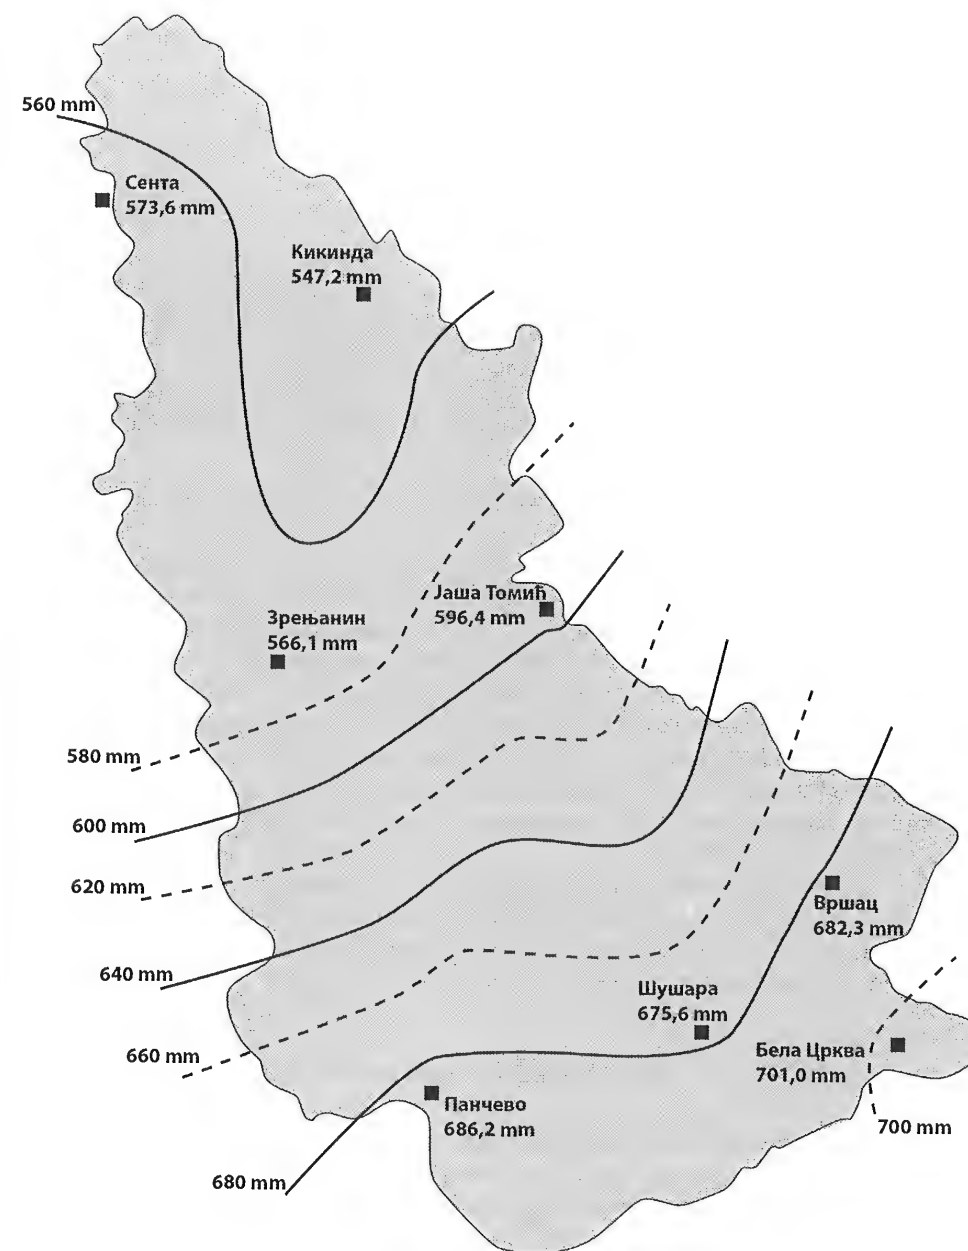 560 mm
Сента
573,6 mm
Кикинда
547,2 mm
Јаша Томић
596,4 mm
Зрењанин
566,1 mm
580 mm
600 mm
620 mm
Вршац
682,3 mm
640 mm
Шушара
675,6 mm
660 mm
Бела Црква
701,0 mm
Панчево
686,2 mm
700 mm
680 mm